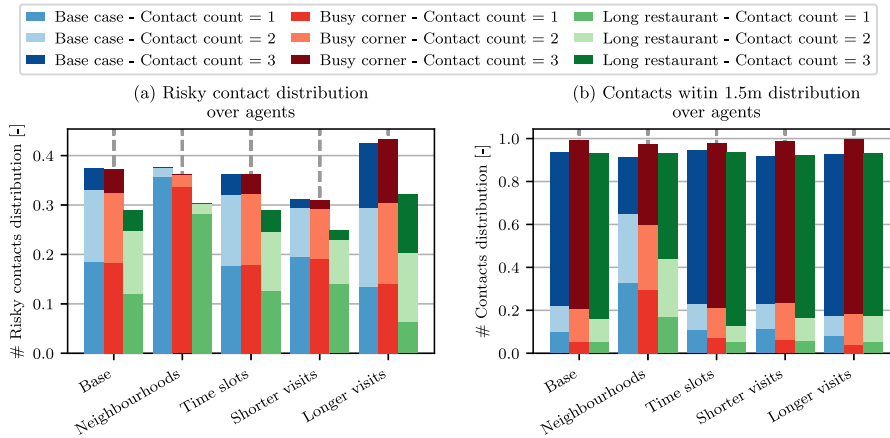 Base case - Contact count = 1
Busy corner - Contact count = 1
Long restaurant - Contact count = 1
Base case - Contact count = 2
Busy corner - Contact count = 2
Long restaurant - Contact count = 2
Base case - Contact count = 3
Busy corner - Contact count = 3
Long restaurant - Contact count = 3
(a) Risky contact distribution
over agents
# Risky contacts distribution [-]
0.4
0.3
0.2
0.1
0.0
Base
Neighbourhoods
Time slots
Shorter visits
Longer visits
(b) Contacts witin 1.5m distribution
over agents
# Contacts distribution [-]
1.0
0.8
0.6
0.4
0.2
0.0
Base
Neighbourhoods
Time slots
Shorter visits
Longer visits